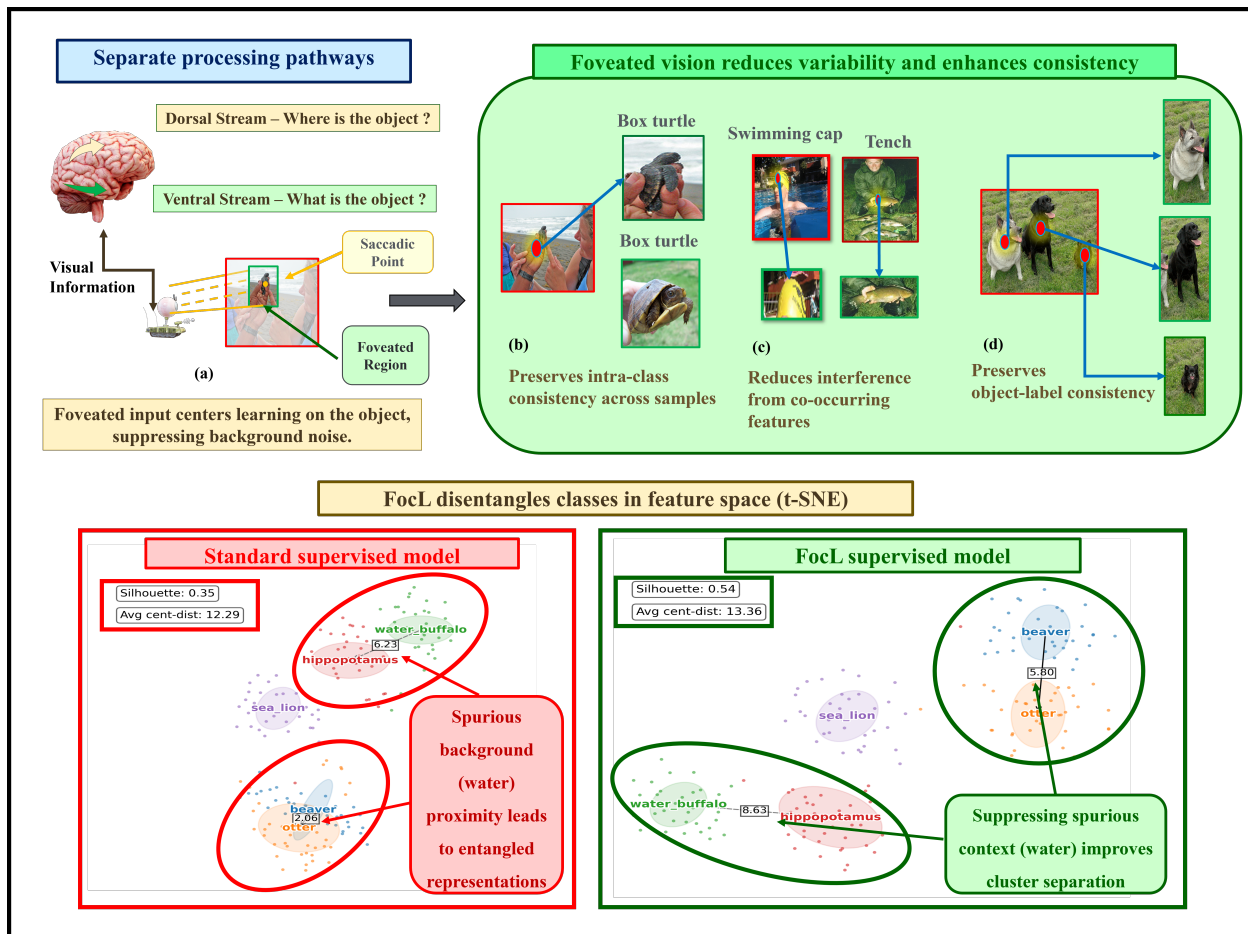 Separate processing pathways
Dorsal Stream – Where is the object ?
Ventral Stream – What is the object ?
Visual
Information
Saccadic
Point
Foveated
Region
(a)
Foveated input centers learning on the object,
suppressing background noise.
Foveated vision reduces variability and enhances consistency
Box turtle
Box turtle
(b)
Preserves intra-class
consistency across samples
Swimming cap
Tench
(c)
Reduces interference
from co-occurring
features
(d)
Preserves
object-label consistency
FocL disentangles classes in feature space (t-SNE)
Standard supervised model
Silhouette: 0.35
Avg cent-dist: 12.29
water_buffalo
6.23
hippopotamus
sea_lion
beaver
2.06
otter
Spurious
background
(water)
proximity leads
to entangled
representations
FocL supervised model
Silhouette: 0.54
Avg cent-dist: 13.36
beaver
5.80
otter
sea_lion
water_buffalo
8.63
hippopotamus
Suppressing spurious
context (water) improves
cluster separation